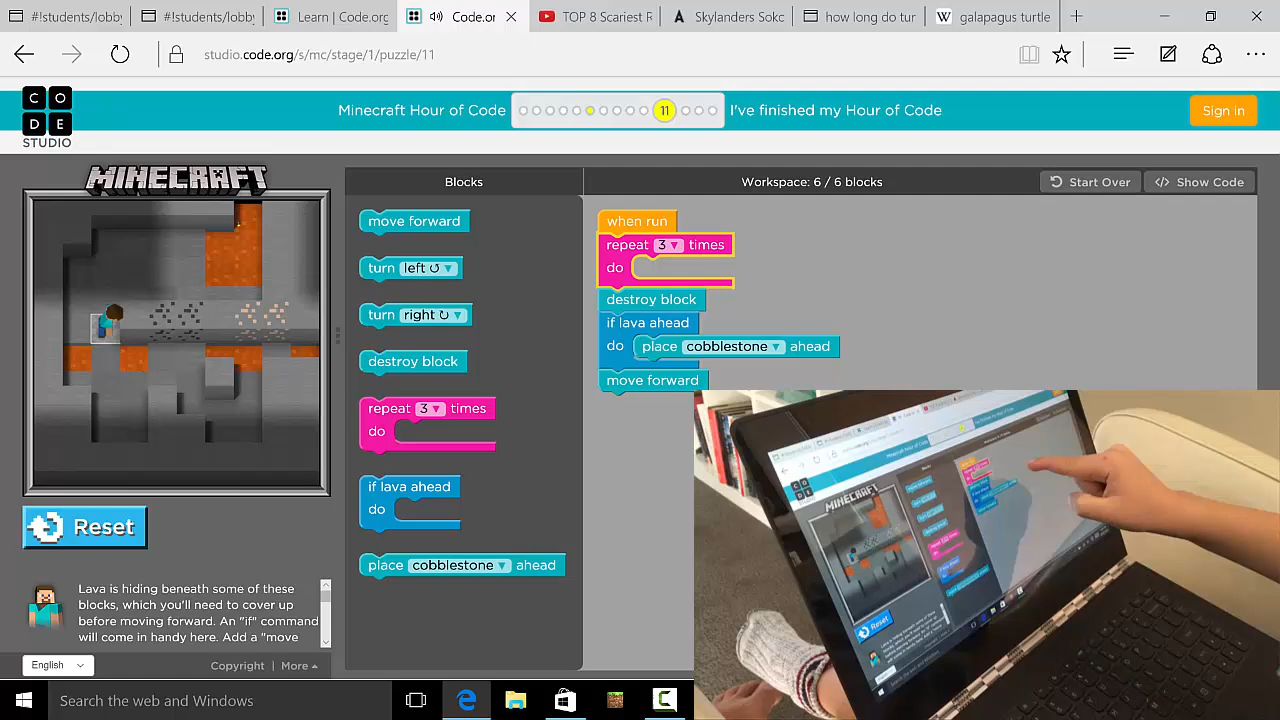 #!students/lobby
#!students/lobby
Learn | Code.org
Code.or
TOP 8 Scariest R
Skylanders Sokc
how long do tur
galapagus turtle
studio.code.org/s/mc/stage/1/puzzle/11
CODE
STUDIO
Minecraft Hour of Code
11
I've finished my Hour of Code
Sign in
MINECRAFT
Blocks
Workspace: 6 / 6 blocks
Start Over
</> Show Code
move forward
turn left
turn right
destroy block
repeat 3 times
do
if lava ahead
do
place cobblestone ahead
when run
repeat 3 times
do
destroy block
if lava ahead
do place cobblestone ahead
move forward
Reset
Lava is hiding beneath some of these
blocks, which you'll need to cover up
before moving forward. An "if" command
will come in handy here. Add a "move
English
Copyright | More
Search the web and Windows
MINECRAFT
Reset